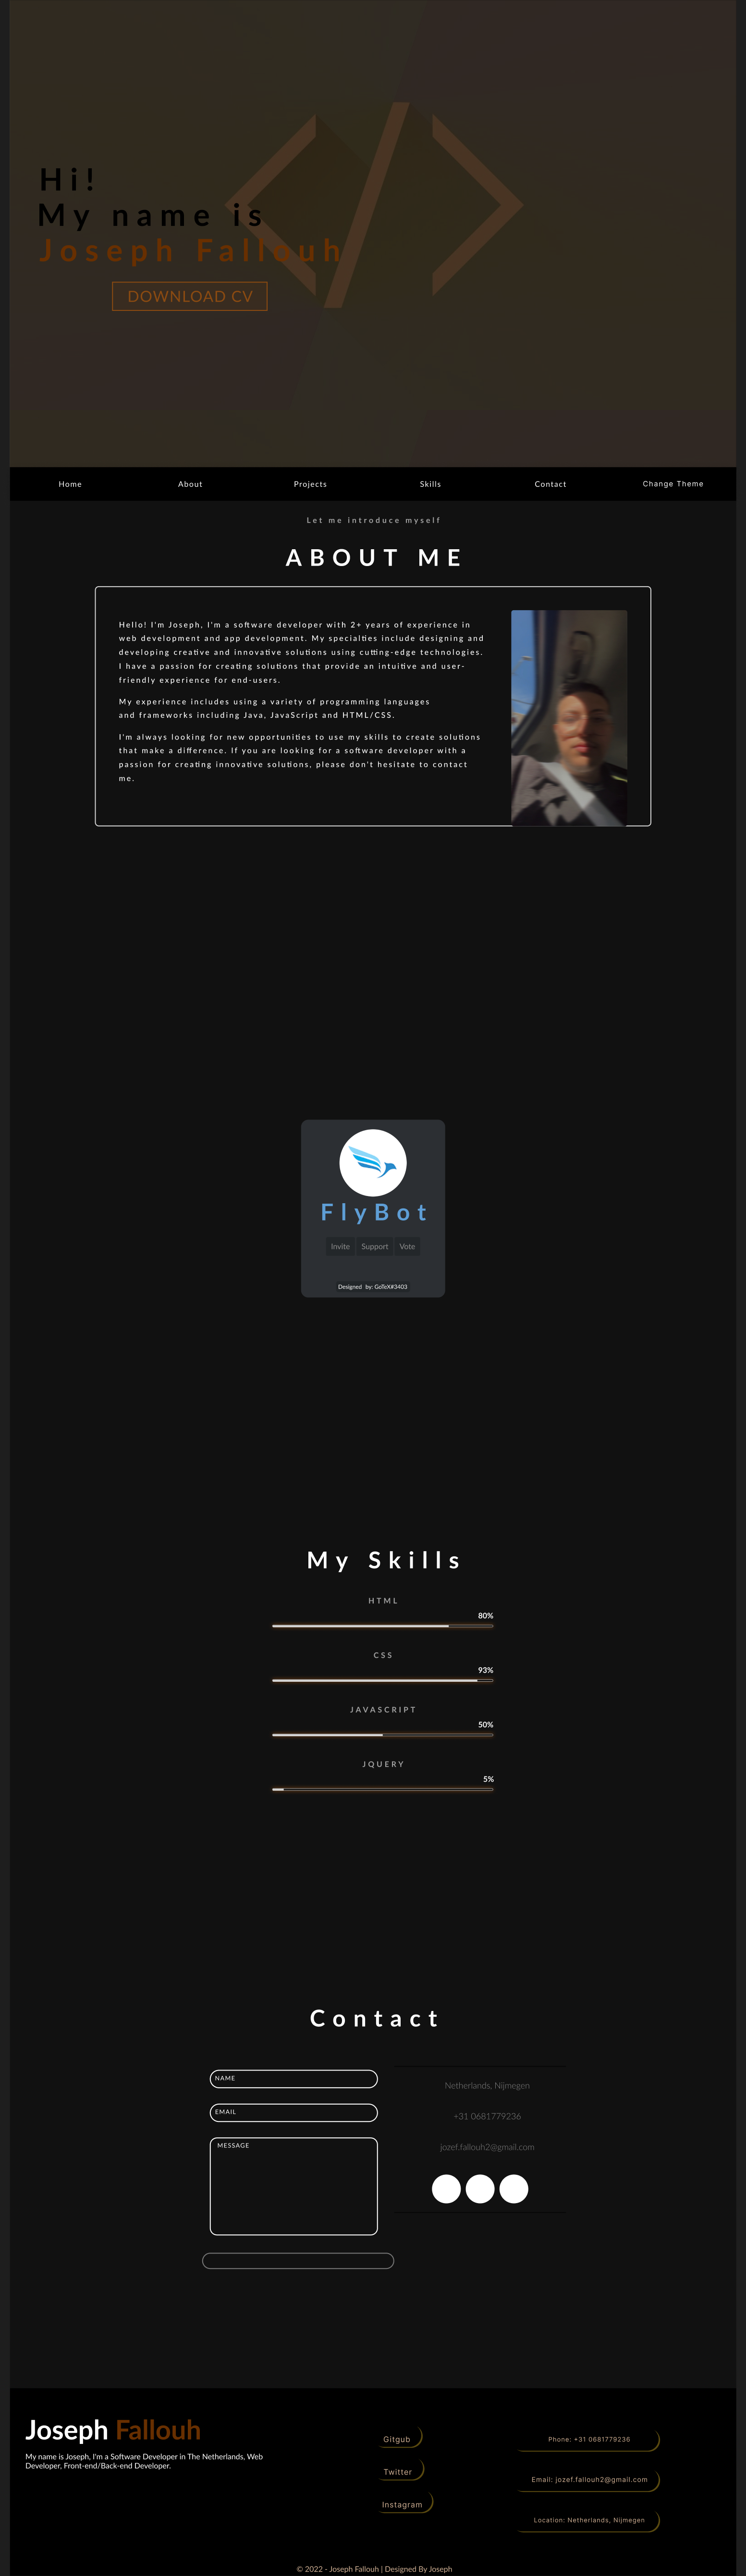 Hi!
My name is
Joseph Fallouh
DOWNLOAD CV
Home About Projects Skills Contact Change Theme
Let me introduce myself
ABOUT ME
Hello! I'm Joseph, I'm a software developer with 2+ years of experience in
web development and app development. My specialties include designing and
developing creative and innovative solutions using cutting-edge technologies.
I have a passion for creating solutions that provide an intuitive and user-
friendly experience for end-users.
My experience includes using a variety of programming languages
and frameworks including Java, JavaScript and HTML/CSS.
I'm always looking for new opportunities to use my skills to create solutions
that make a difference. If you are looking for a software developer with a
passion for creating innovative solutions, please don't hesitate to contact
me.
FlyBot
Invite Support Vote
Designed by: GoTeX#3403
My Skills
HTML
80%
CSS
93%
JAVASCRIPT
50%
JQUERY
5%
Contact
NAME
EMAIL
MESSAGE
Netherlands, Nijmegen
+31 0681779236
jozef.fallouh2@gmail.com
Joseph Fallouh
My name is Joseph, I'm a Software Developer in The Netherlands, Web
Developer, Front-end/Back-end Developer.
Gitgub
Twitter
Instagram
Phone: +31 0681779236
Email: jozef.fallouh2@gmail.com
Location: Netherlands, Nijmegen
© 2022 - Joseph Fallouh | Designed By Joseph